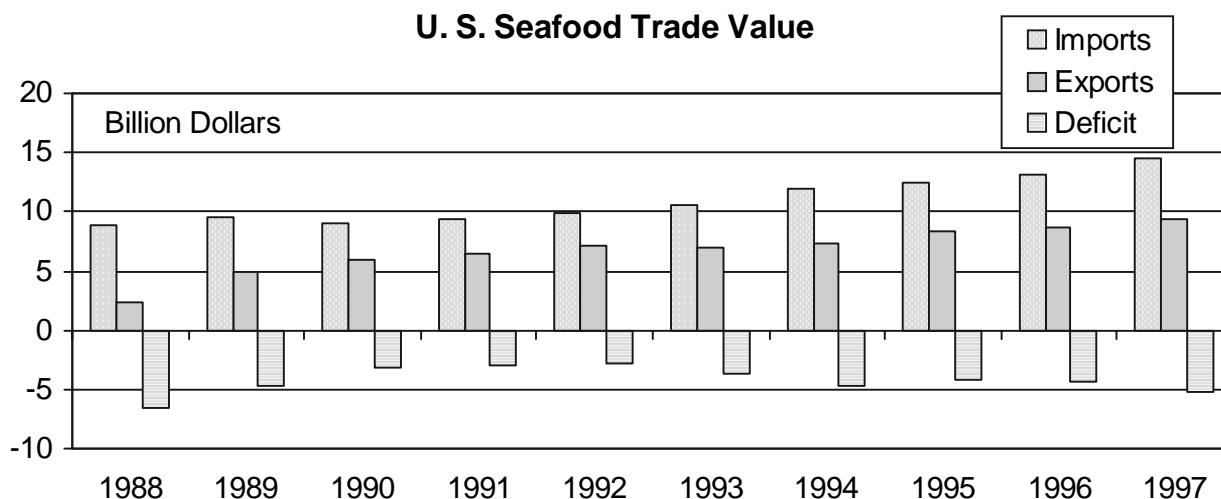 U. S. Seafood Trade Value
Imports
Exports
Deficit
Billion Dollars
20
15
10
5
0
-5
-10
1988 1989 1990 1991 1992 1993 1994 1995 1996 1997